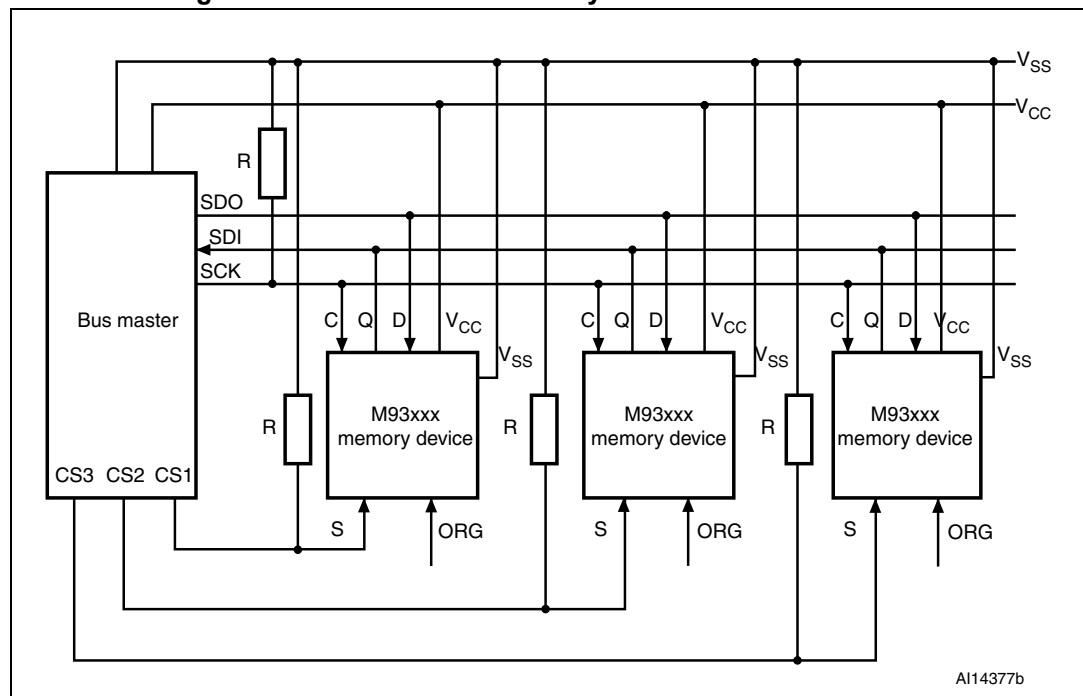 VSS
VCC
R
SDO
SDI
SCK
Bus master
C Q D VCC
VSS
C Q D VCC
VSS
C Q D VCC
VSS
R
M93xxx
memory device
R
M93xxx
memory device
R
M93xxx
memory device
CS3 CS2 CS1
S ORG
S ORG
S ORG
AI14377b